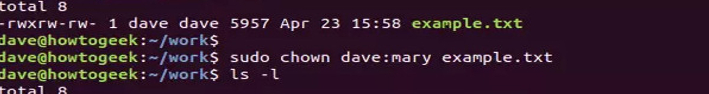 total 8
-rwxrw-rw- 1 dave dave 5957 Apr 23 15:58 example.txt
dave@howtogeek:~/work$
dave@howtogeek:~/work$ sudo chown dave:mary example.txt
dave@howtogeek:~/work$ ls -l
total 8